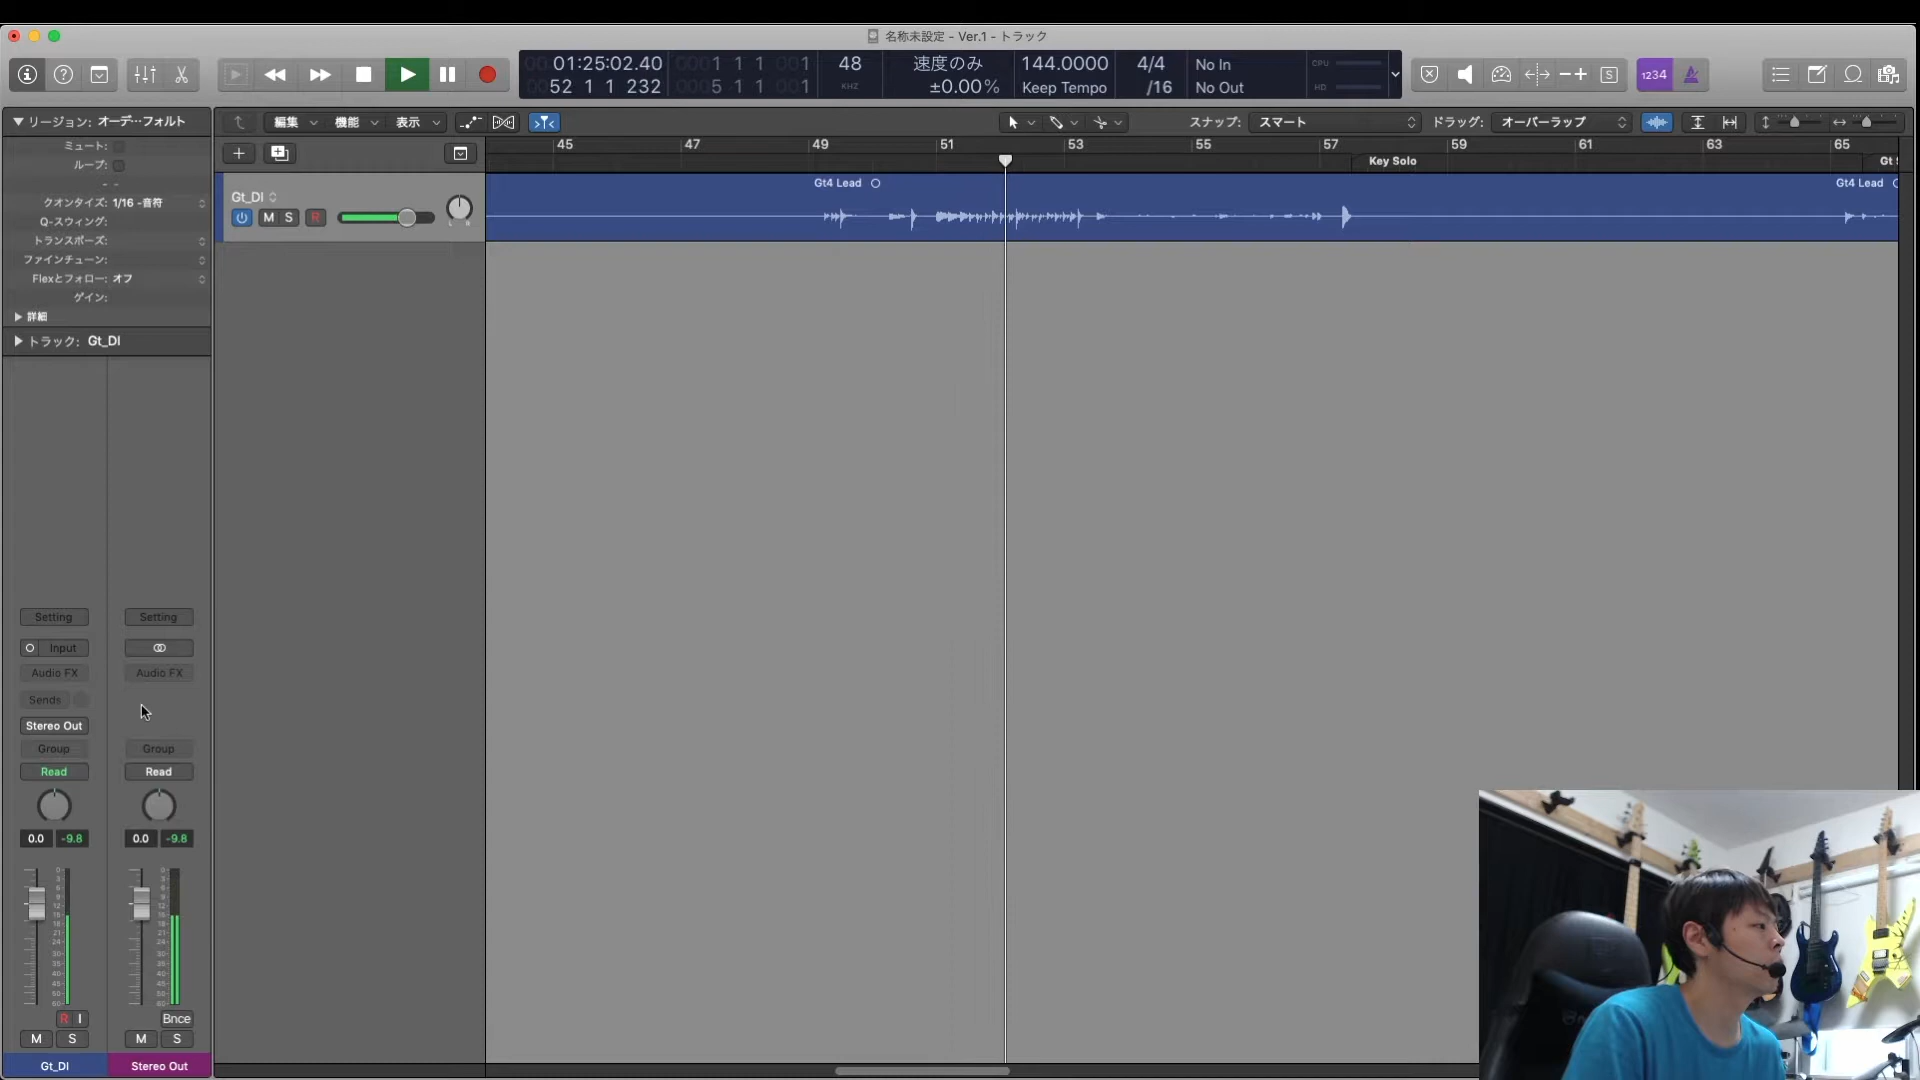 名称未設定 - Ver.1 - トラック
01:25:02.40
52 1 1 232
1 1 001
5 1 1 001
48
KHZ
速度のみ
±0.00%
144.0000
Keep Tempo
4/4
/16
No In
No Out
CPU
HD
S
1234
リージョン: オーデ…フォルト
ミュート:
ループ:
クオンタイズ: 1/16 -音符
Q-スウィング:
トランスポーズ:
ファインチューン:
Flexとフォロー: オフ
ゲイン:
詳細
トラック: Gt_DI
編集
機能
表示
スナップ: スマート
ドラッグ: オーバーラップ
45 47 49 51 53 55 57 59 61 63 65
Key Solo
Gt
Gt_DI
M S R
Gt4 Lead
Gt4 Lead
Setting Setting
Input
Audio FX Audio FX
Sends
Stereo Out
Group Group
Read Read
0.0 -9.8 0.0 -9.8
R I Bnce
M S M S
Gt_DI Stereo Out